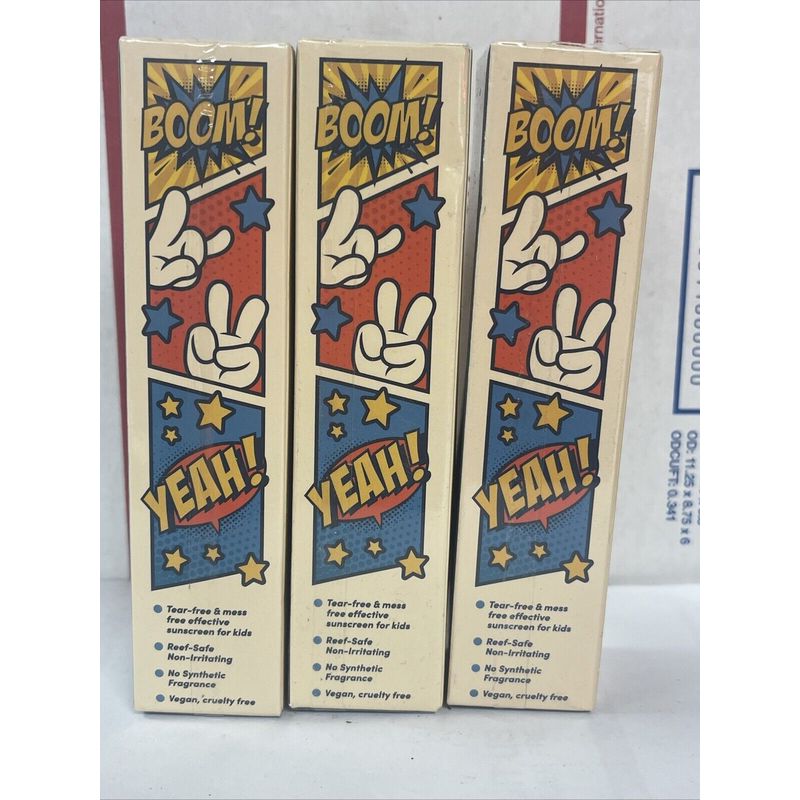 BOOM!
YEAH!
Tear-free & mess
free effective
sunscreen for kids
Reef-Safe
Non-Irritating
No Synthetic
Fragrance
Vegan, cruelty free
BOOM!
YEAH!
Tear-free & mess
free effective
sunscreen for kids
Reef-Safe
Non-Irritating
No Synthetic
Fragrance
Vegan, cruelty free
BOOM!
YEAH!
Tear-free & mess
free effective
sunscreen for kids
Reef-Safe
Non-Irritating
No Synthetic
Fragrance
Vegan, cruelty free
OD: 11.25 x 8.75 x 6
ODCUFT: 0.341